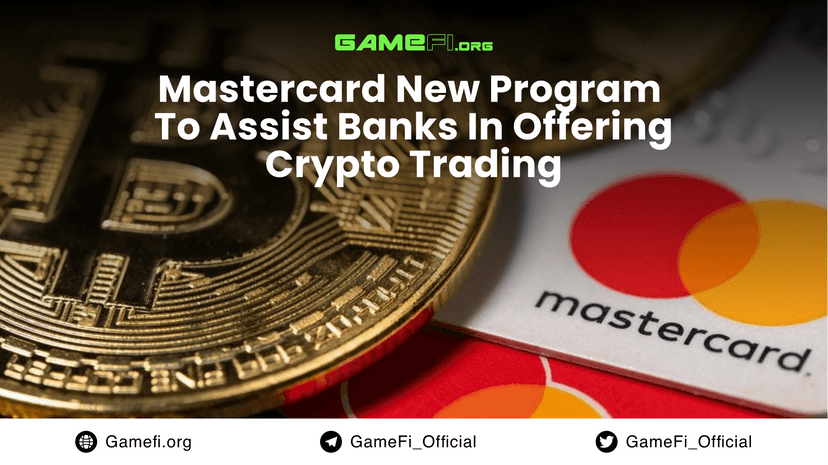 GAMEFI.ORG
Mastercard New Program
To Assist Banks In Offering
Crypto Trading
mastercard.
Gamefi.org
GameFi_Official
GameFi_Official